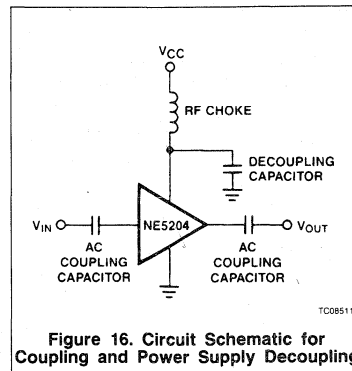 VCC
RF CHOKE
DECOUPLING
CAPACITOR
VIN
NE5204
VOUT
AC
COUPLING
CAPACITOR
AC
COUPLING
CAPACITOR
TC08511
Figure 16. Circuit Schematic for
Coupling and Power Supply Decoupling